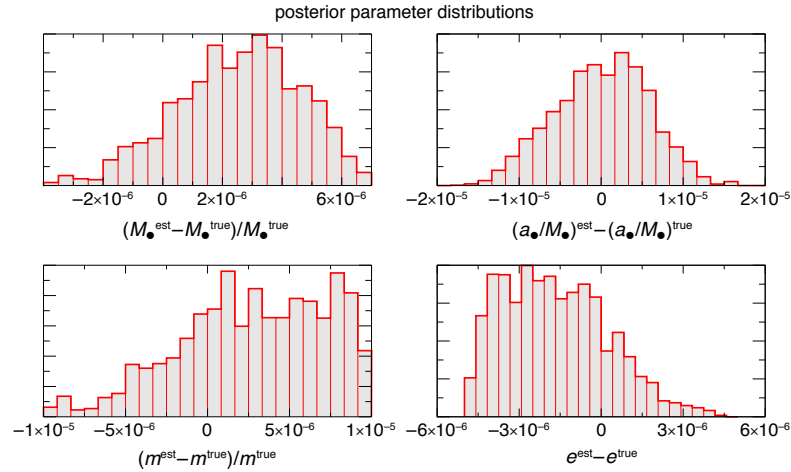 posterior parameter distributions
−2×10⁻⁶ 0 2×10⁻⁶ 6×10⁻⁶
(M●ᵉˢᵗ−M●ᵗʳᵘᵉ)/M●ᵗʳᵘᵉ
−2×10⁻⁵ −1×10⁻⁵ 0 1×10⁻⁵ 2×10⁻⁵
(a●/M●)ᵉˢᵗ−(a●/M●)ᵗʳᵘᵉ
−1×10⁻⁵ −5×10⁻⁶ 0 5×10⁻⁶ 1×10⁻⁵
(mᵉˢᵗ−mᵗʳᵘᵉ)/mᵗʳᵘᵉ
−6×10⁻⁶ −3×10⁻⁶ 0 3×10⁻⁶ 6×10⁻⁶
eᵉˢᵗ−eᵗʳᵘᵉ